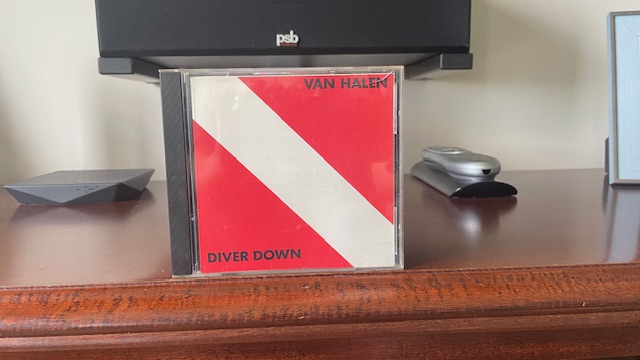 psb
VAN HALEN
DIVER DOWN